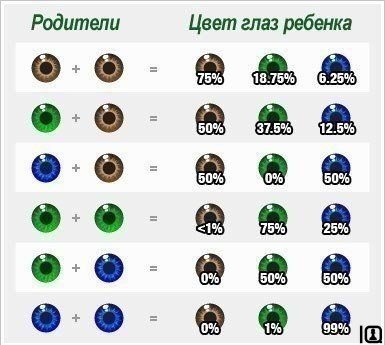 Родители Цвет глаз ребенка
+ = 75% 18.75% 6.25%
+ = 50% 37.5% 12.5%
+ = 50% 0% 50%
+ = <1% 75% 25%
+ = 0% 50% 50%
+ = 0% 1% 99%